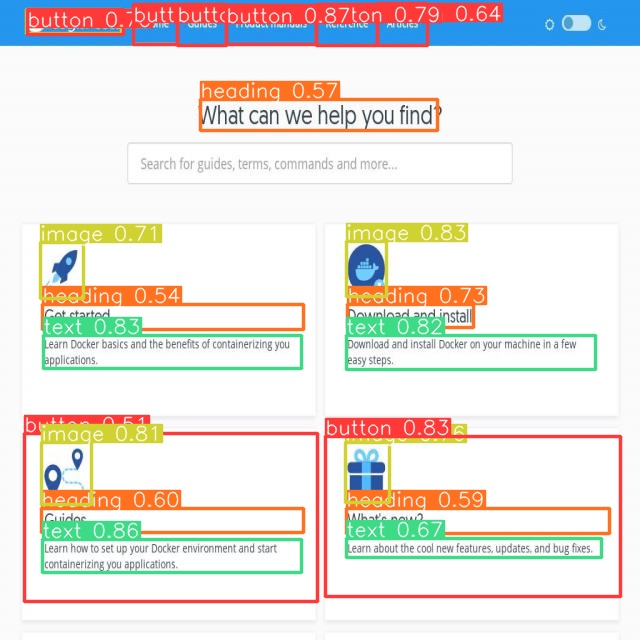 button 0.7
butt
butto
button 0.87
ton 0.79
0.64
Guides
Product manuals
Reference
Articles
heading 0.57
What can we help you find?
Search for guides, terms, commands and more...
image 0.71
image 0.83
heading 0.54
heading 0.73
Get started
Download and install
text 0.83
text 0.82
Learn Docker basics and the benefits of containerizing you
applications.
Download and install Docker on your machine in a few
easy steps.
button 0.51
button 0.83
image 0.81
heading 0.60
heading 0.59
Guides
What's new?
text 0.86
text 0.67
Learn how to set up your Docker environment and start
containerizing you applications.
Learn about the cool new features, updates, and bug fixes.